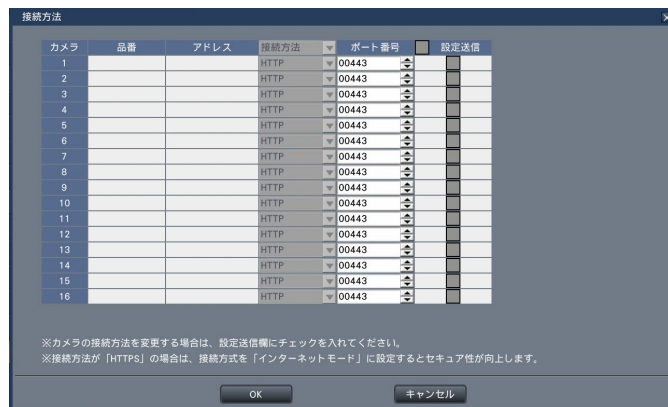 接続方法
カメラ 品番 アドレス 接続方法 ポート番号 設定送信
1 HTTP 00443
2 HTTP 00443
3 HTTP 00443
4 HTTP 00443
5 HTTP 00443
6 HTTP 00443
7 HTTP 00443
8 HTTP 00443
9 HTTP 00443
10 HTTP 00443
11 HTTP 00443
12 HTTP 00443
13 HTTP 00443
14 HTTP 00443
15 HTTP 00443
16 HTTP 00443
※カメラの接続方法を変更する場合は、設定送信欄にチェックを入れてください。
※接続方法が「HTTPS」の場合は、接続方式を「インターネットモード」に設定するとセキュア性が向上します。
OK キャンセル